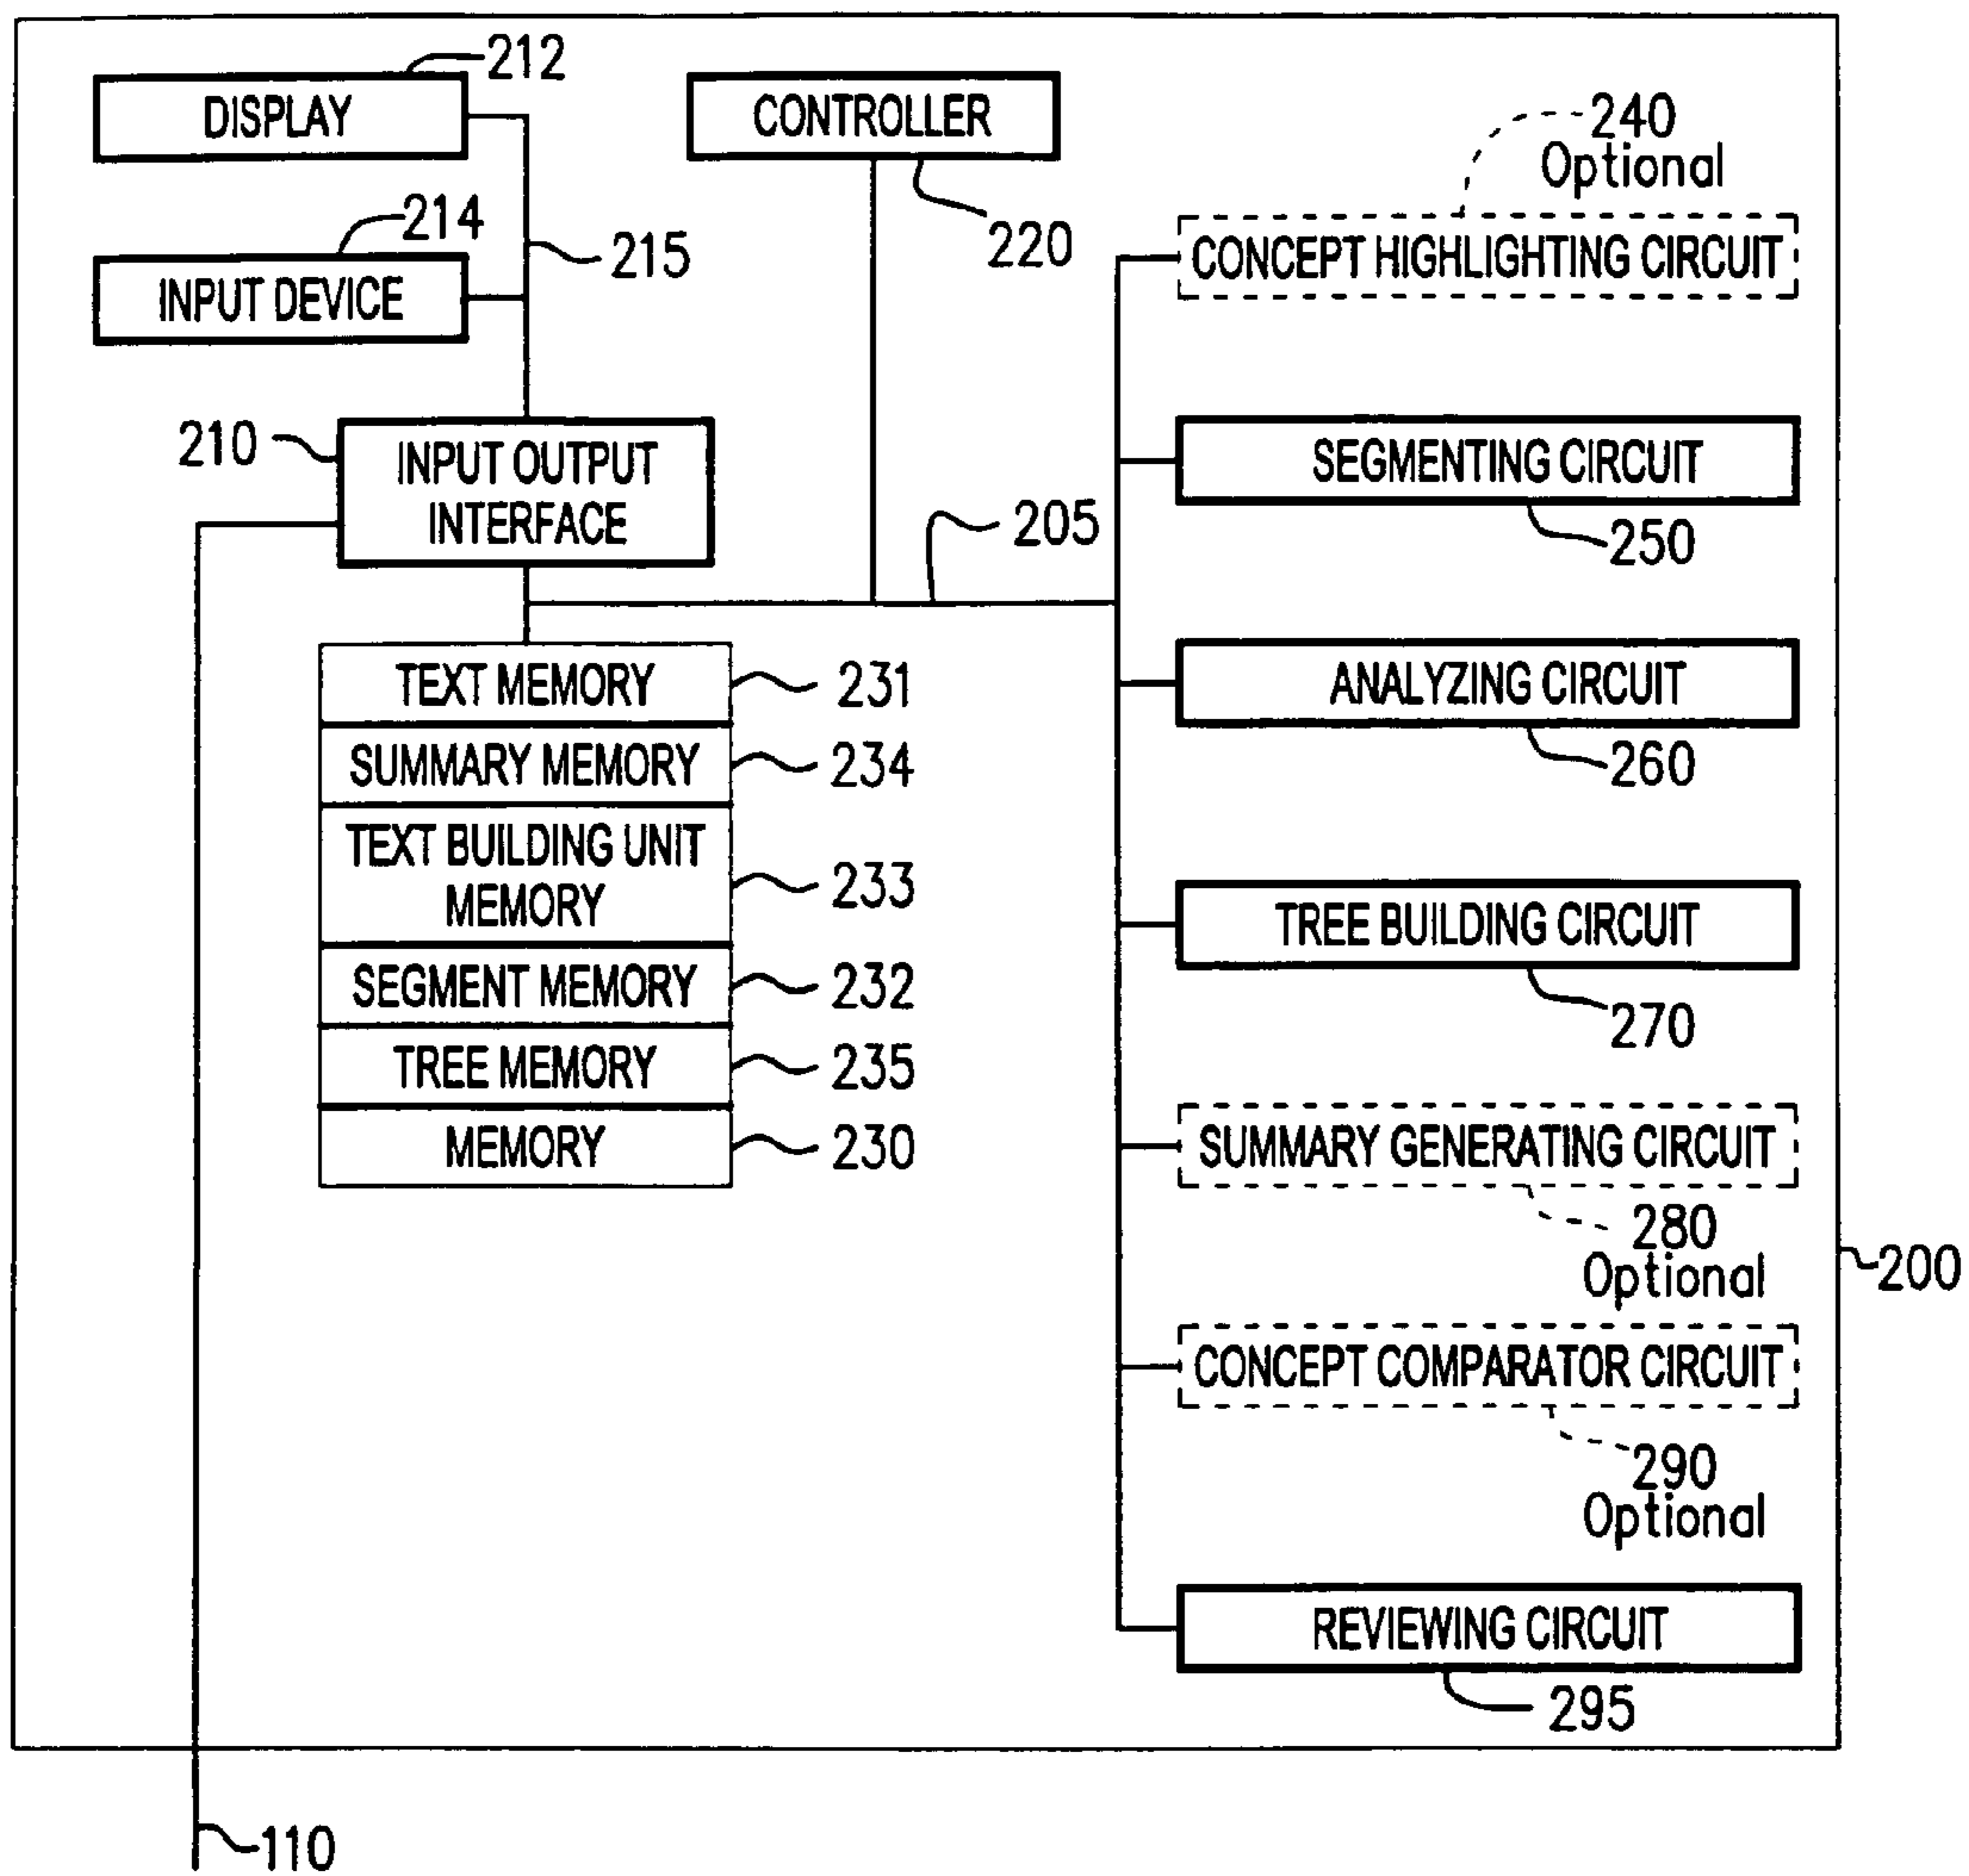 212
DISPLAY
CONTROLLER
240
Optional
214
215
220
INPUT DEVICE
CONCEPT HIGHLIGHTING CIRCUIT
210
INPUT OUTPUT
INTERFACE
SEGMENTING CIRCUIT
205
250
TEXT MEMORY
231
ANALYZING CIRCUIT
SUMMARY MEMORY
234
260
TEXT BUILDING UNIT
MEMORY
233
TREE BUILDING CIRCUIT
SEGMENT MEMORY
232
270
TREE MEMORY
235
MEMORY
230
SUMMARY GENERATING CIRCUIT
280
Optional
200
CONCEPT COMPARATOR CIRCUIT
290
Optional
REVIEWING CIRCUIT
295
110